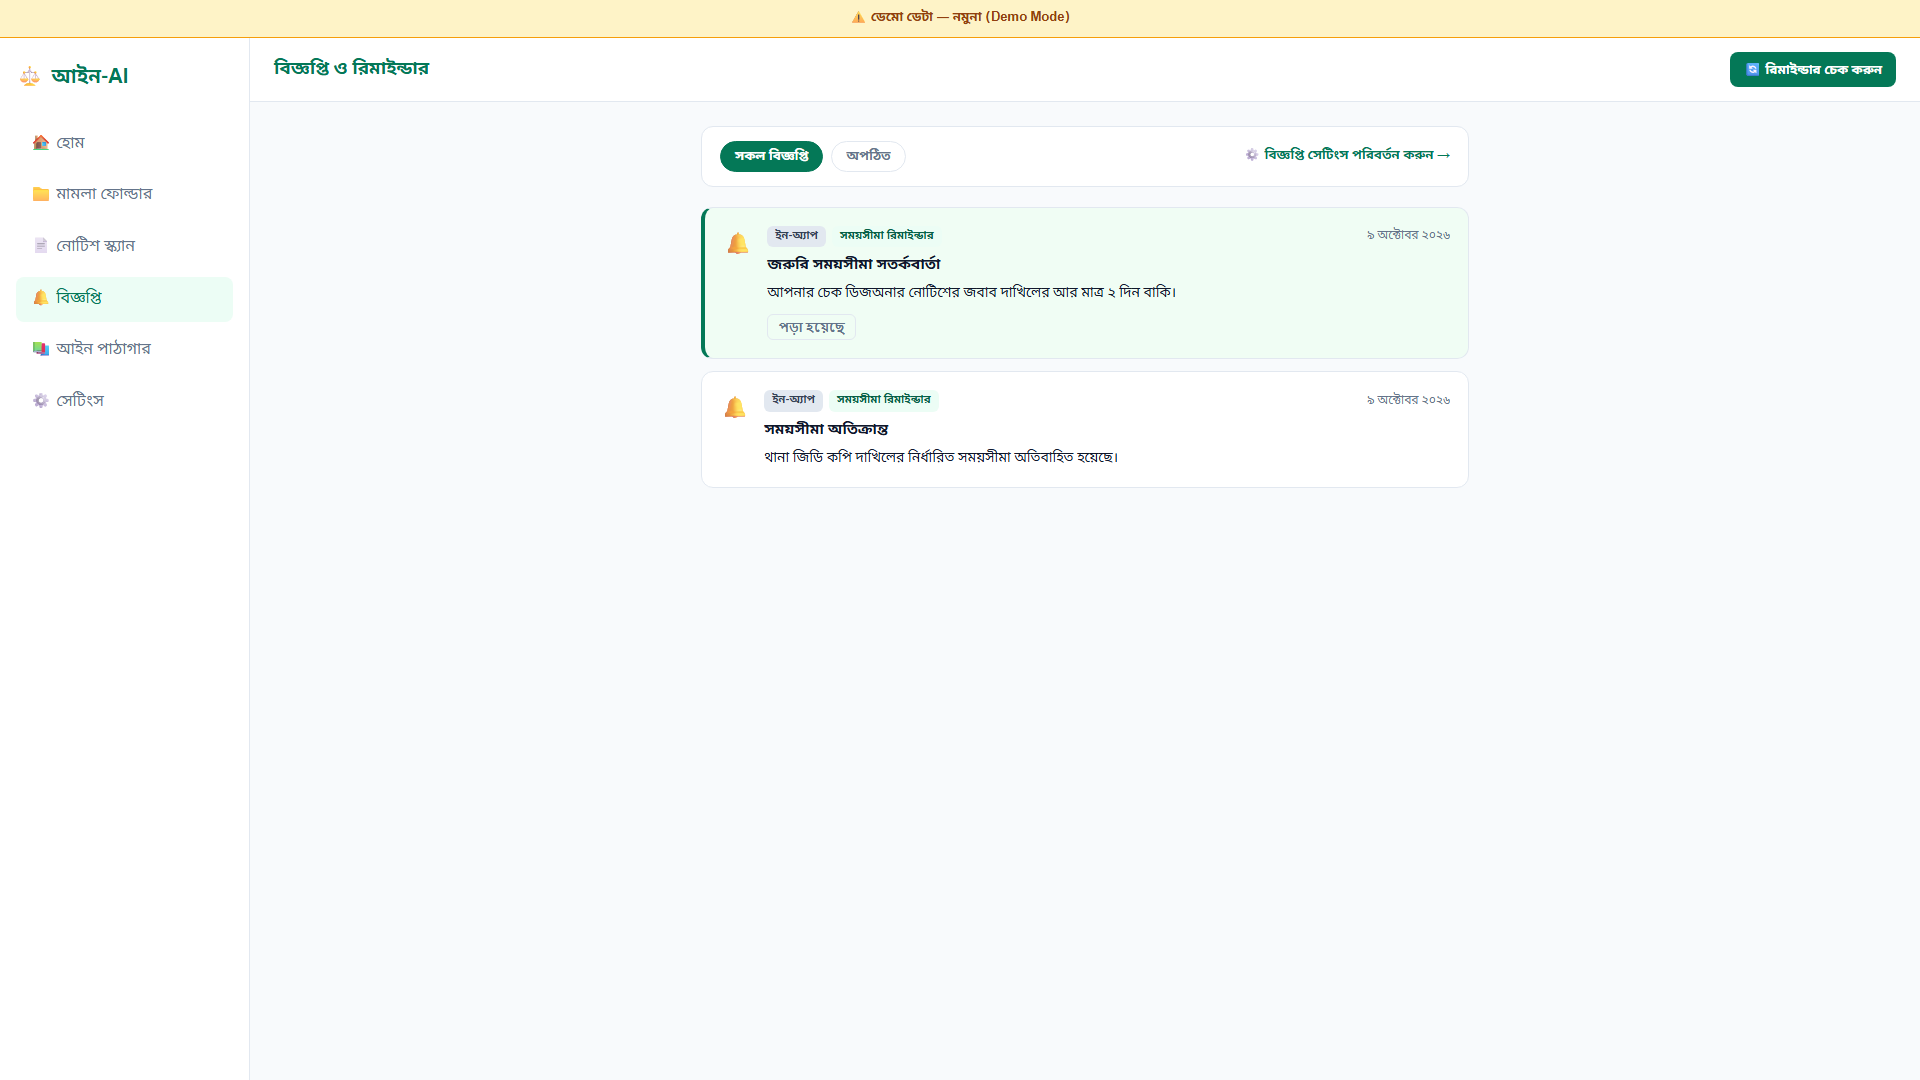 ডেমো ডেটা — নমুনা (Demo Mode)
আইন-AI
হোম
মামলা ফোল্ডার
নোটিশ স্ক্যান
বিজ্ঞপ্তি
আইন পাঠাগার
সেটিংস
বিজ্ঞপ্তি ও রিমাইন্ডার
রিমাইন্ডার চেক করুন
সকল বিজ্ঞপ্তি
অপঠিত
বিজ্ঞপ্তি সেটিংস পরিবর্তন করুন →
ইন-অ্যাপ সময়সীমা রিমাইন্ডার ৯ অক্টোবর ২০২৬
জরুরি সময়সীমা সতর্কবার্তা
আপনার চেক ডিজঅনার নোটিশের জবাব দাখিলের আর মাত্র ২ দিন বাকি।
পড়া হয়েছে
ইন-অ্যাপ সময়সীমা রিমাইন্ডার ৯ অক্টোবর ২০২৬
সময়সীমা অতিক্রান্ত
থানা জিডি কপি দাখিলের নির্ধারিত সময়সীমা অতিবাহিত হয়েছে।